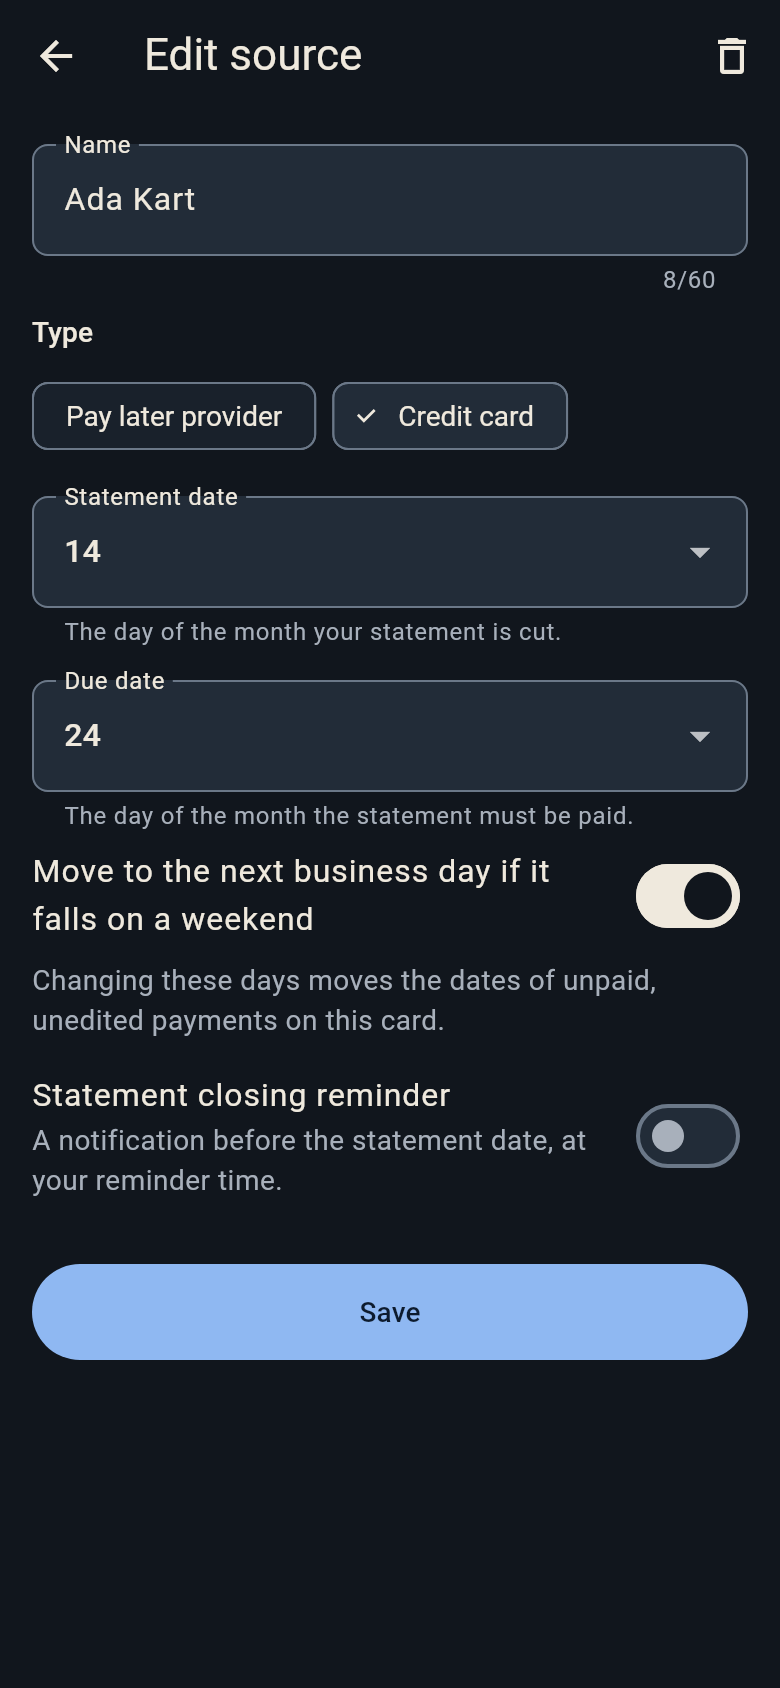 Edit source
Name
Ada Kart
8/60
Type
Pay later provider
Credit card
Statement date
14
The day of the month your statement is cut.
Due date
24
The day of the month the statement must be paid.
Move to the next business day if it
falls on a weekend
Changing these days moves the dates of unpaid,
unedited payments on this card.
Statement closing reminder
A notification before the statement date, at
your reminder time.
Save